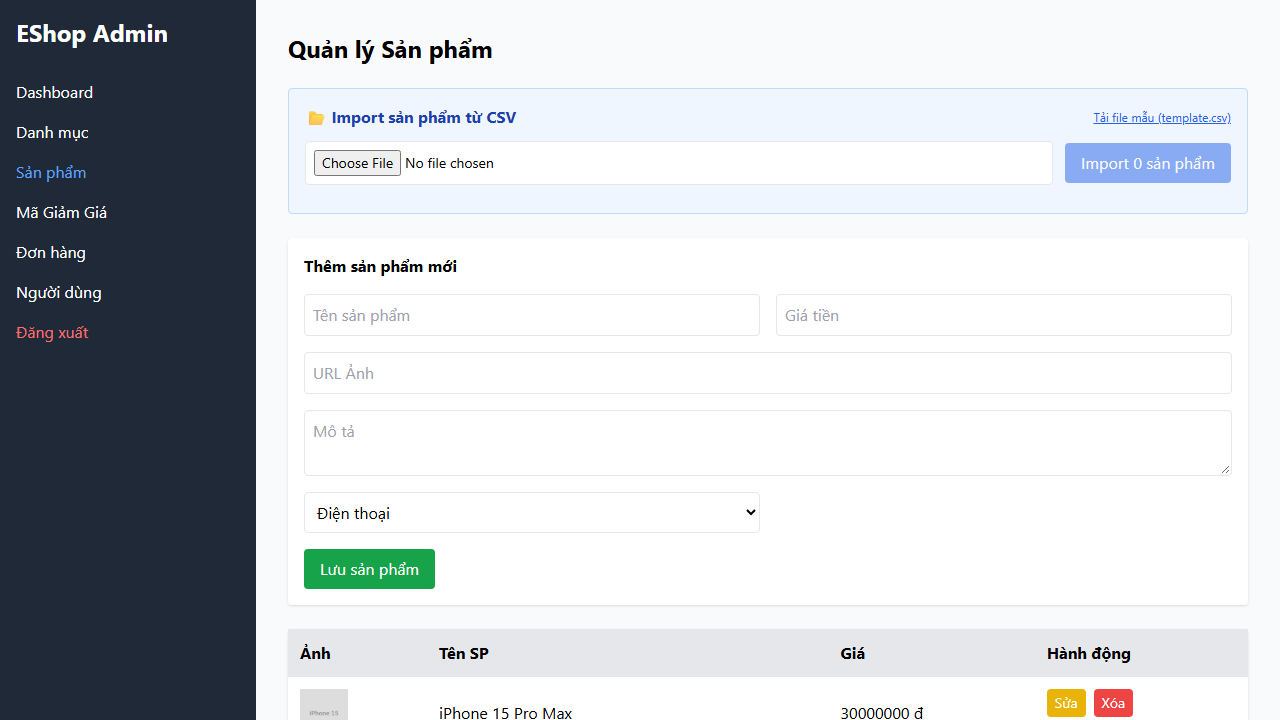 EShop Admin
Dashboard
Danh mục
Sản phẩm
Mã Giảm Giá
Đơn hàng
Người dùng
Đăng xuất
Quản lý Sản phẩm
Import sản phẩm từ CSV
Tải file mẫu (template.csv)
Choose File No file chosen
Import 0 sản phẩm
Thêm sản phẩm mới
Tên sản phẩm
Giá tiền
URL Ảnh
Mô tả
Điện thoại
Lưu sản phẩm
Ảnh Tên SP Giá Hành động
iPhone 15
iPhone 15 Pro Max
30000000 đ
Sửa Xóa